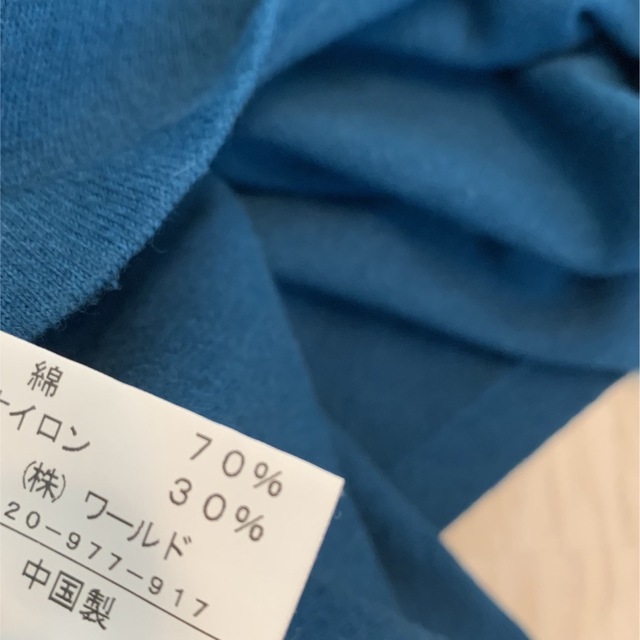 綿 70%
イロン 30%
(株) ワールド
20-977-917
中国製